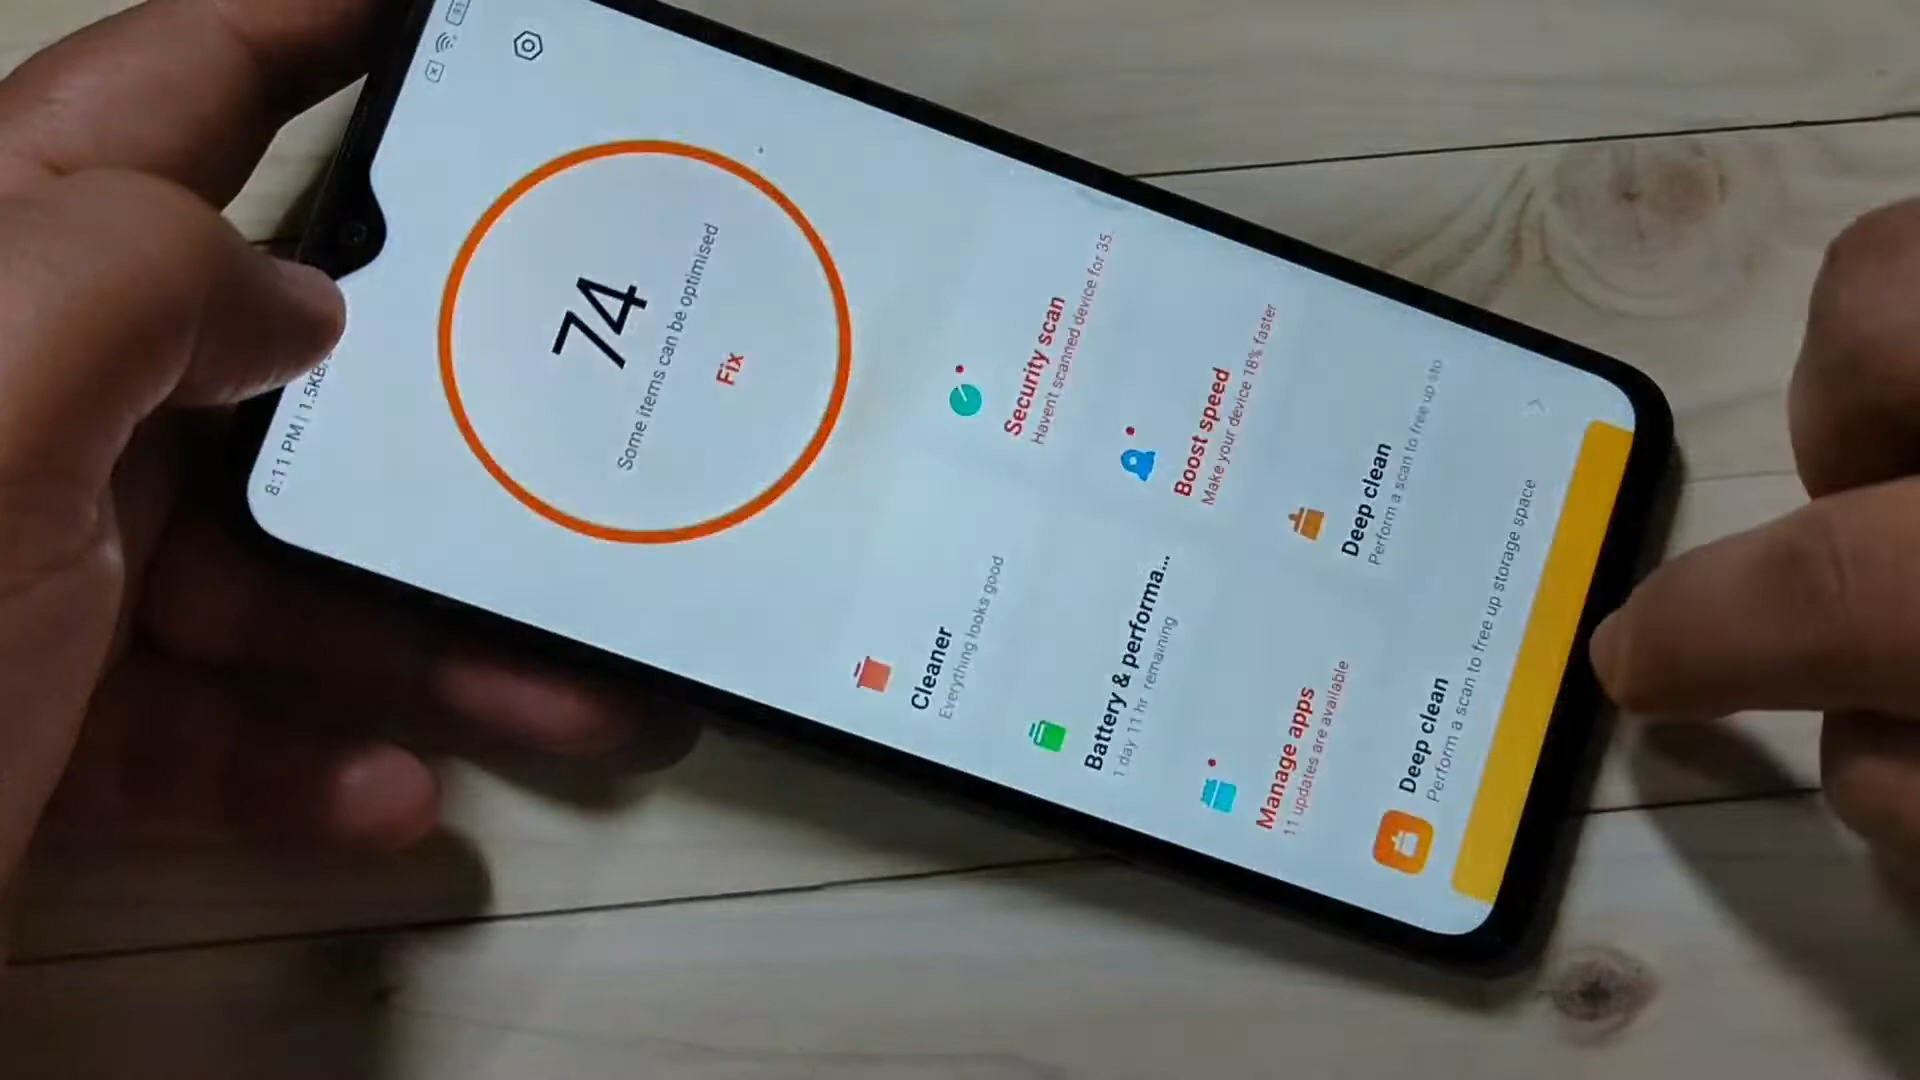 8:11 PM | 1.5KB/
91
74
Some items can be optimised
Fix
Cleaner
Everything looks good
Security scan
Haven't scanned device for 35
Battery & performa...
1 day 11 hr remaining
Boost speed
Make your device 18% faster
Manage apps
11 updates are available
Deep clean
Perform a scan to free up sto
Deep clean
Perform a scan to free up storage space